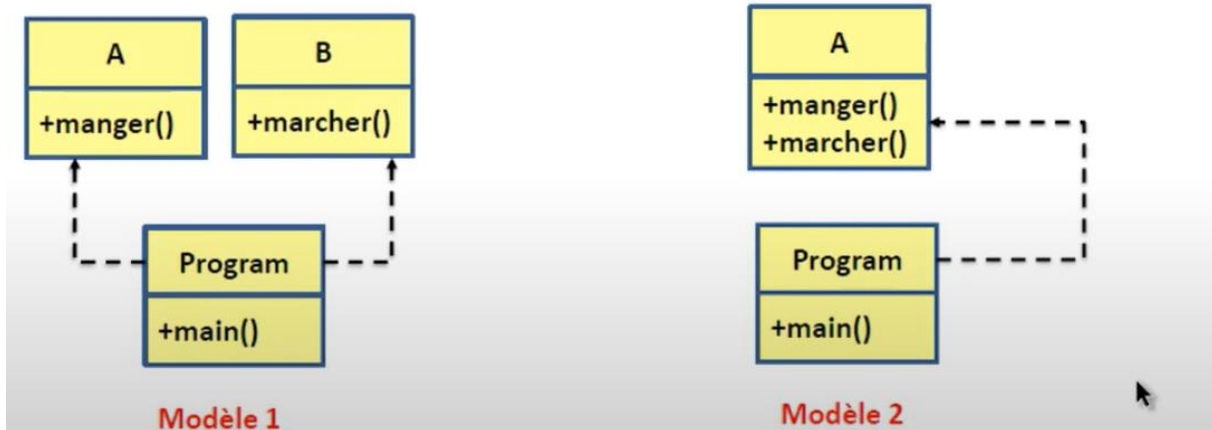 A
+manger()
B
+marcher()
Program
+main()
Modèle 1
A
+manger()
+marcher()
Program
+main()
Modèle 2